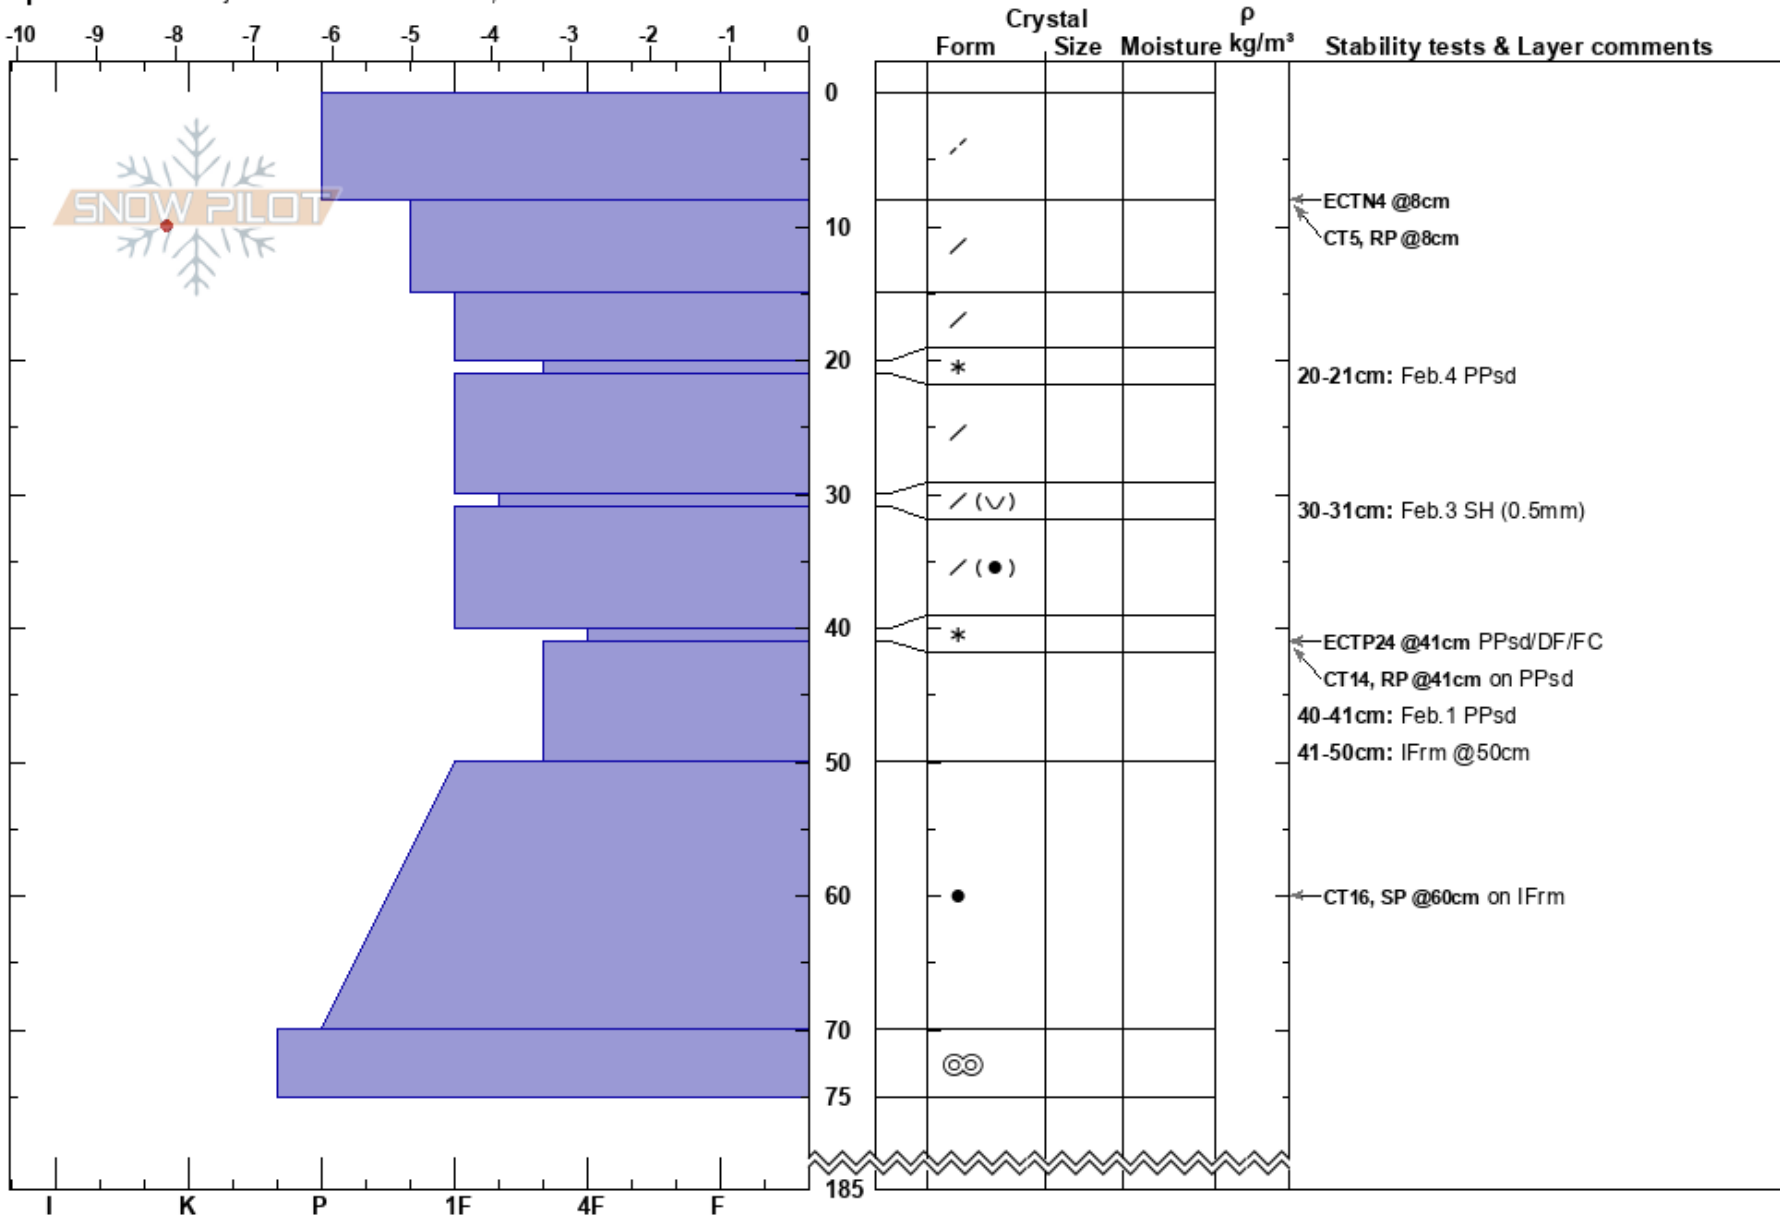 Crystal ρ
-10 -9 -8 -7 -6 -5 -4 -3 -2 -1 0
Form Size Moisture kg/m³ Stability tests & Layer comments
0
SNOW PILOT
ECTN4 @8cm
10
CT5, RP @8cm
20
20-21cm: Feb.4 PPsd
30
30-31cm: Feb.3 SH (0.5mm)
40
ECTP24 @41cm PPsd/DF/FC
CT14, RP @41cm on PPsd
40-41cm: Feb.1 PPsd
50
41-50cm: IFrm @50cm
60
CT16, SP @60cm on IFrm
70
75
185
I K P 1F 4F F